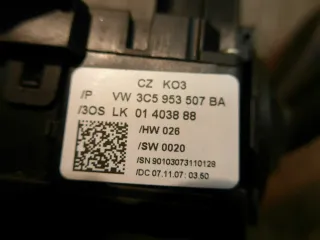 CZ KO3
/P VW 3C5 953 507 BA
/3OS LK 01 4038 88
/HW 026
/SW 0020
/SN 90103073110128
/DC 07.11.07; 03.50